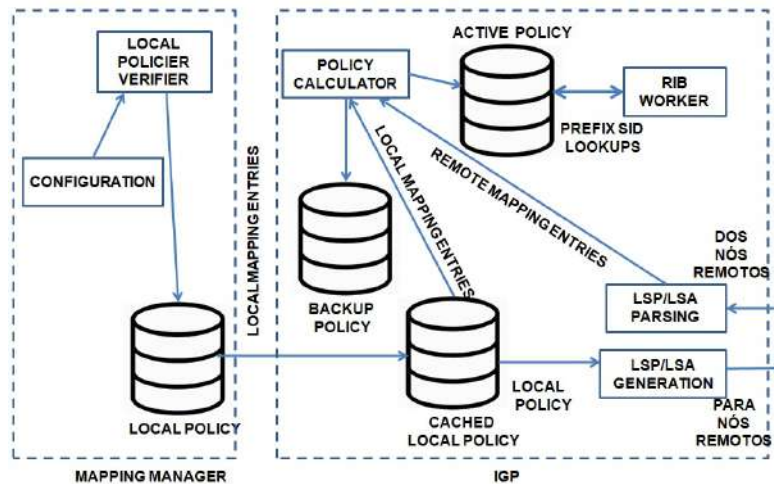 LOCAL
POLICIER
VERIFIER
CONFIGURATION
LOCAL POLICY
MAPPING MANAGER
LOCAL MAPPING ENTRIES
POLICY
CALCULATOR
ACTIVE POLICY
RIB
WORKER
PREFIX SID
LOOKUPS
LOCAL MAPPING ENTRIES
REMOTE MAPPING ENTRIES
BACKUP
POLICY
DOS
NÓS
REMOTOS
LSP/LSA
PARSING
LSP/LSA
GENERATION
LOCAL
POLICY
CACHED
LOCAL POLICY
PARA
NÓS
REMOTOS
IGP